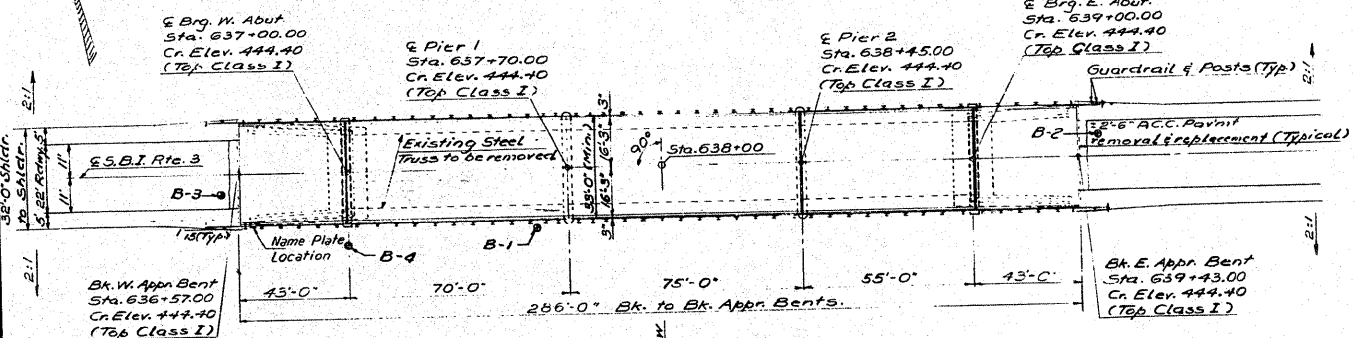 ℄ Brg. W. Abut.
Sta. 637+00.00
Cr. Elev. 444.40
(Top Class I)
℄ Pier 1
Sta. 637+70.00
Cr. Elev. 444.40
(Top Class I)
℄ Pier 2
Sta. 638+45.00
Cr. Elev. 444.40
(Top Class I)
℄ Brg. E. Abut.
Sta. 639+00.00
Cr. Elev. 444.40
(Top Class I)
Guardrail & Posts (Typ.)
2:1
2:1
32'-0" Shldr.
to Shldr.
22'
11'
11'
℄ S.B.I. Rte. 3
Existing Steel
Truss to be removed
33'-0" (Min.)
3"
16'-3"
16'-3"
3"
90°
Sta. 638+00
B-2
2'-6" A.C.C. Pavm't
removal & replacement (Typical)
B-3
(Typ.)
Name Plate
Location
B-4
B-1
2:1
2:1
43'-0"
70'-0"
75'-0"
55'-0"
43'-0"
286'-0" Bk. to Bk. Appr. Bents.
Bk. W. Appr. Bent
Sta. 636+57.00
Cr. Elev. 444.40
(Top Class I)
Bk. E. Appr. Bent
Sta. 639+43.00
Cr. Elev. 444.40
(Top Class I)